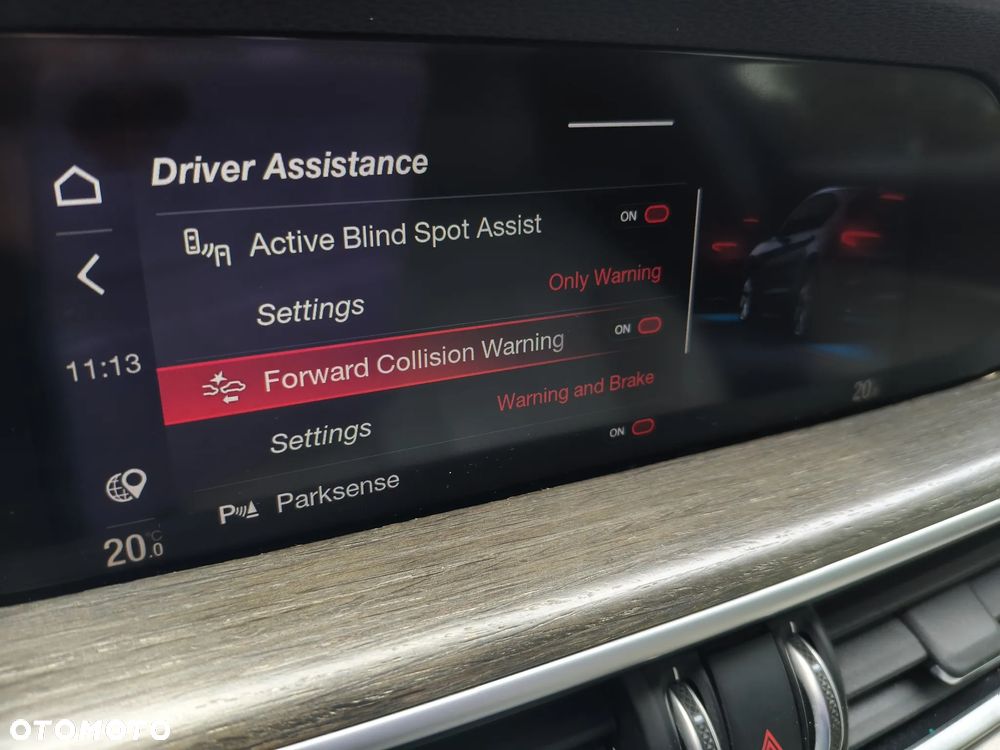 Driver Assistance
Active Blind Spot Assist ON
Settings Only Warning
11:13
Forward Collision Warning ON
Settings Warning and Brake
Parksense ON
20.0 °C
20
OTOMOTO